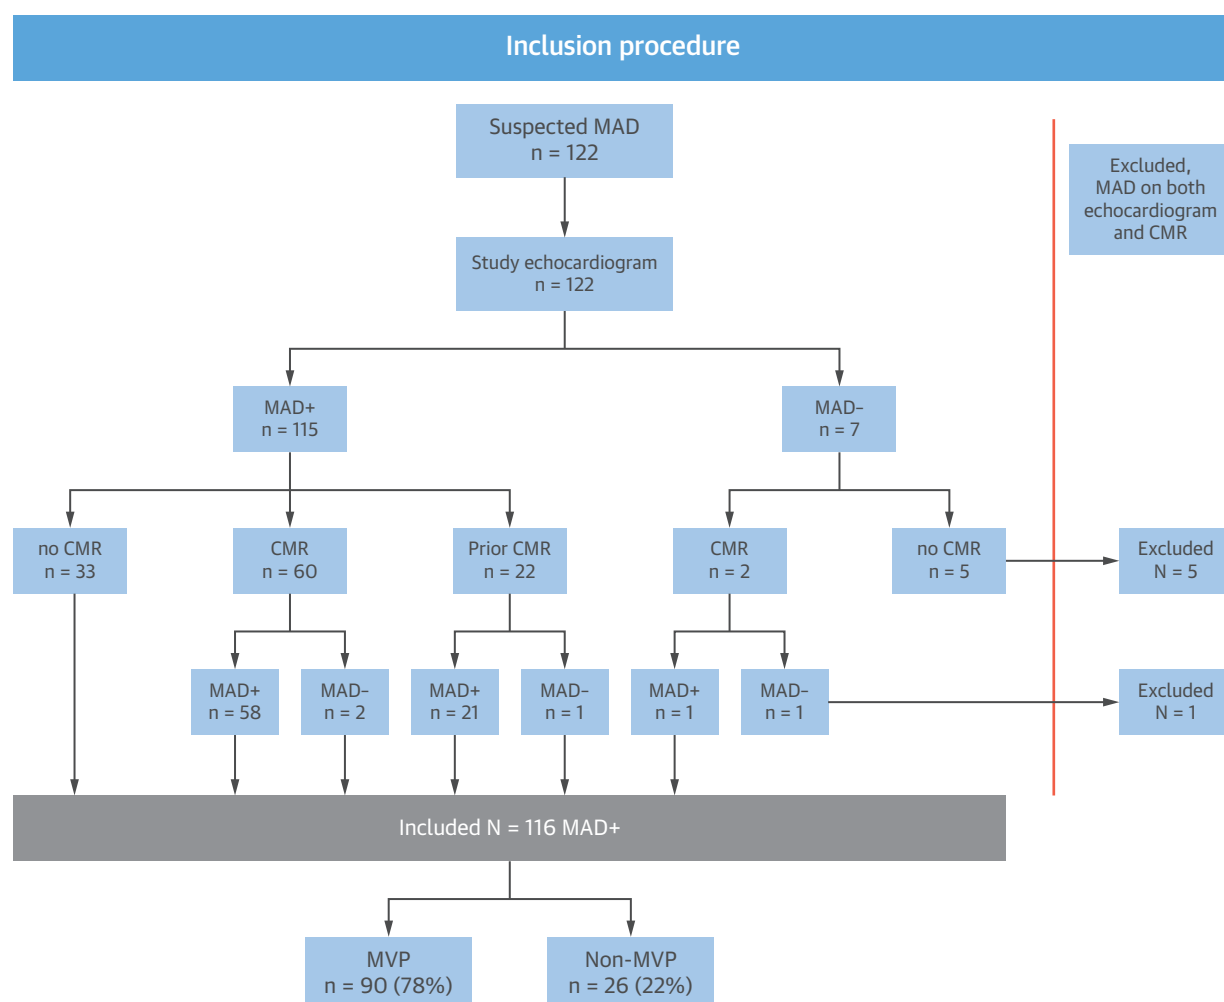 Inclusion procedure
Suspected MAD
n = 122
Excluded,
MAD on both
echocardiogram
and CMR
Study echocardiogram
n = 122
MAD+
n = 115
MAD–
n = 7
no CMR
n = 33
CMR
n = 60
Prior CMR
n = 22
CMR
n = 2
no CMR
n = 5
Excluded
N = 5
MAD+
n = 58
MAD–
n = 2
MAD+
n = 21
MAD–
n = 1
MAD+
n = 1
MAD–
n = 1
Excluded
N = 1
Included N = 116 MAD+
MVP
n = 90 (78%)
Non-MVP
n = 26 (22%)